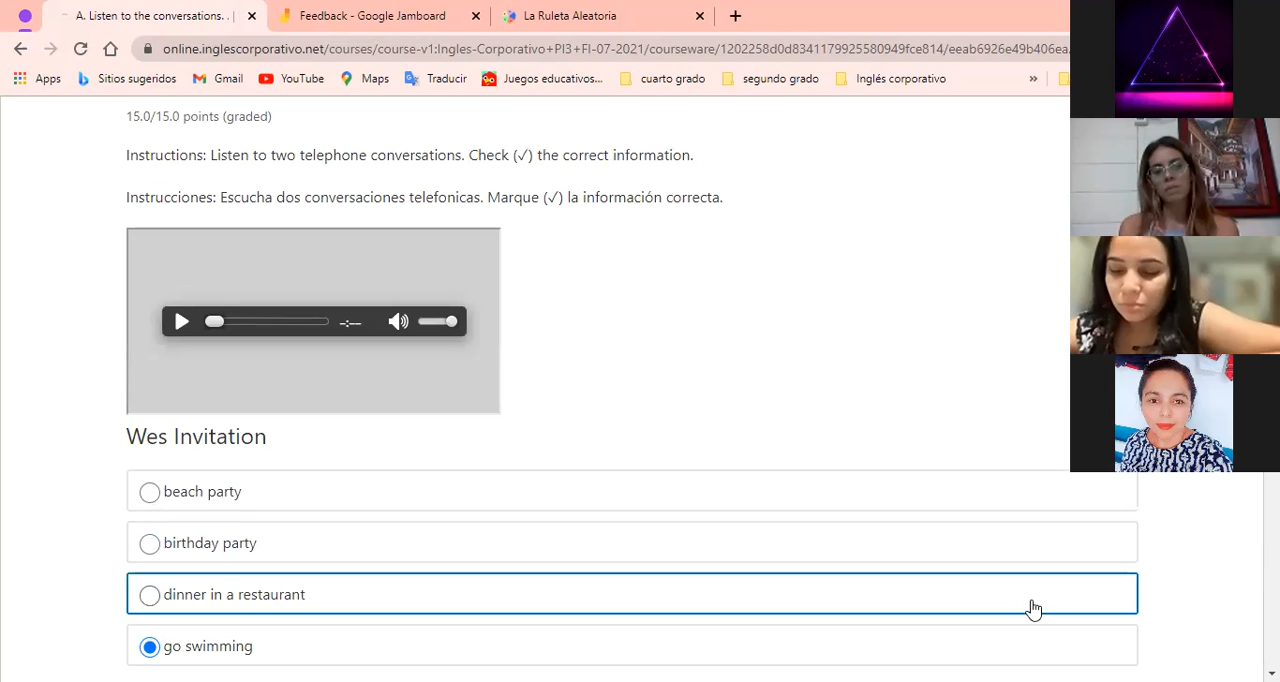 A. Listen to the conversations. . |
Feedback - Google Jamboard
La Ruleta Aleatoria
online.inglescorporativo.net/courses/course-v1:Ingles-Corporativo+PI3+FI-07-2021/courseware/1202258d0d8341179925580949fce814/eeab6926e49b406ea.
Apps Sitios sugeridos Gmail YouTube Maps Traducir Juegos educativos... cuarto grado segundo grado Inglés corporativo »
15.0/15.0 points (graded)
Instructions: Listen to two telephone conversations. Check (✓) the correct information.
Instrucciones: Escucha dos conversaciones telefonicas. Marque (✓) la información correcta.
-:--
Wes Invitation
beach party
birthday party
dinner in a restaurant
go swimming